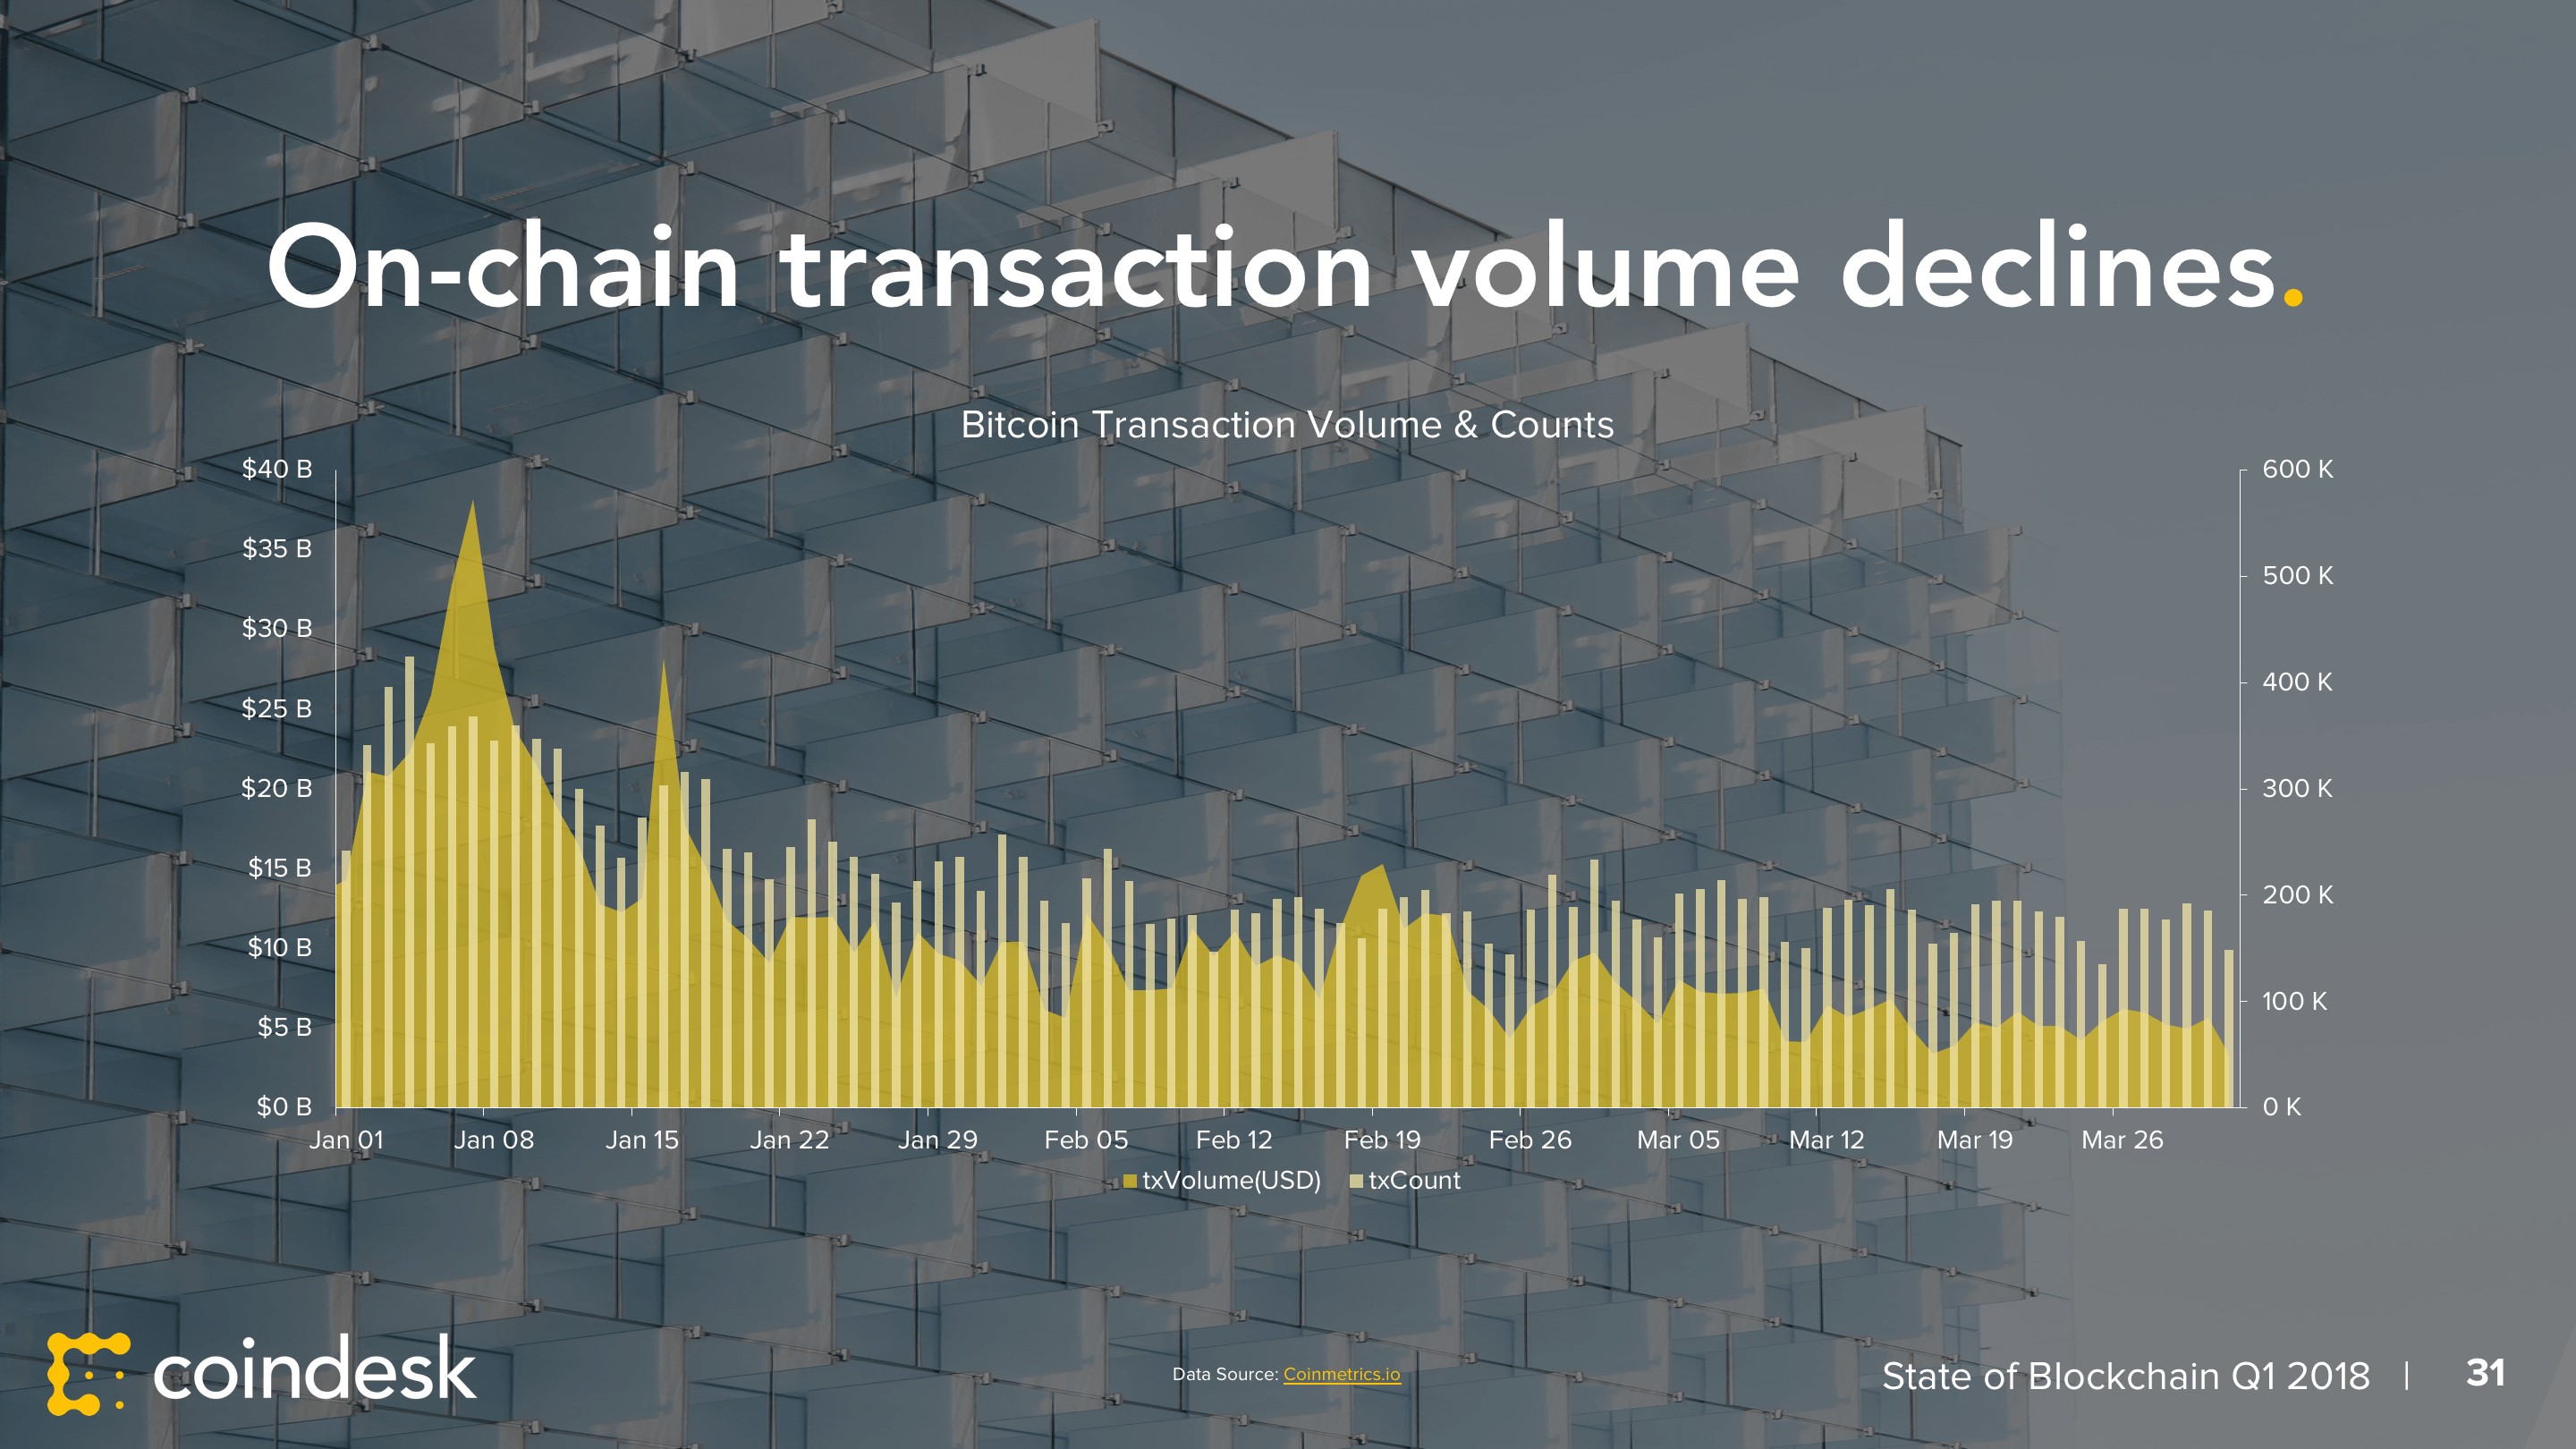 On-chain transaction volume declines.
Bitcoin Transaction Volume & Counts
$40 B
$35 B
$30 B
$25 B
$20 B
$15 B
$10 B
$5 B
$0 B
600 K
500 K
400 K
300 K
200 K
100 K
0 K
Jan 01 Jan 08 Jan 15 Jan 22 Jan 29 Feb 05 Feb 12 Feb 19 Feb 26 Mar 05 Mar 12 Mar 19 Mar 26
txVolume(USD) txCount
coindesk
Data Source: Coinmetrics.io
State of Blockchain Q1 2018 | 31